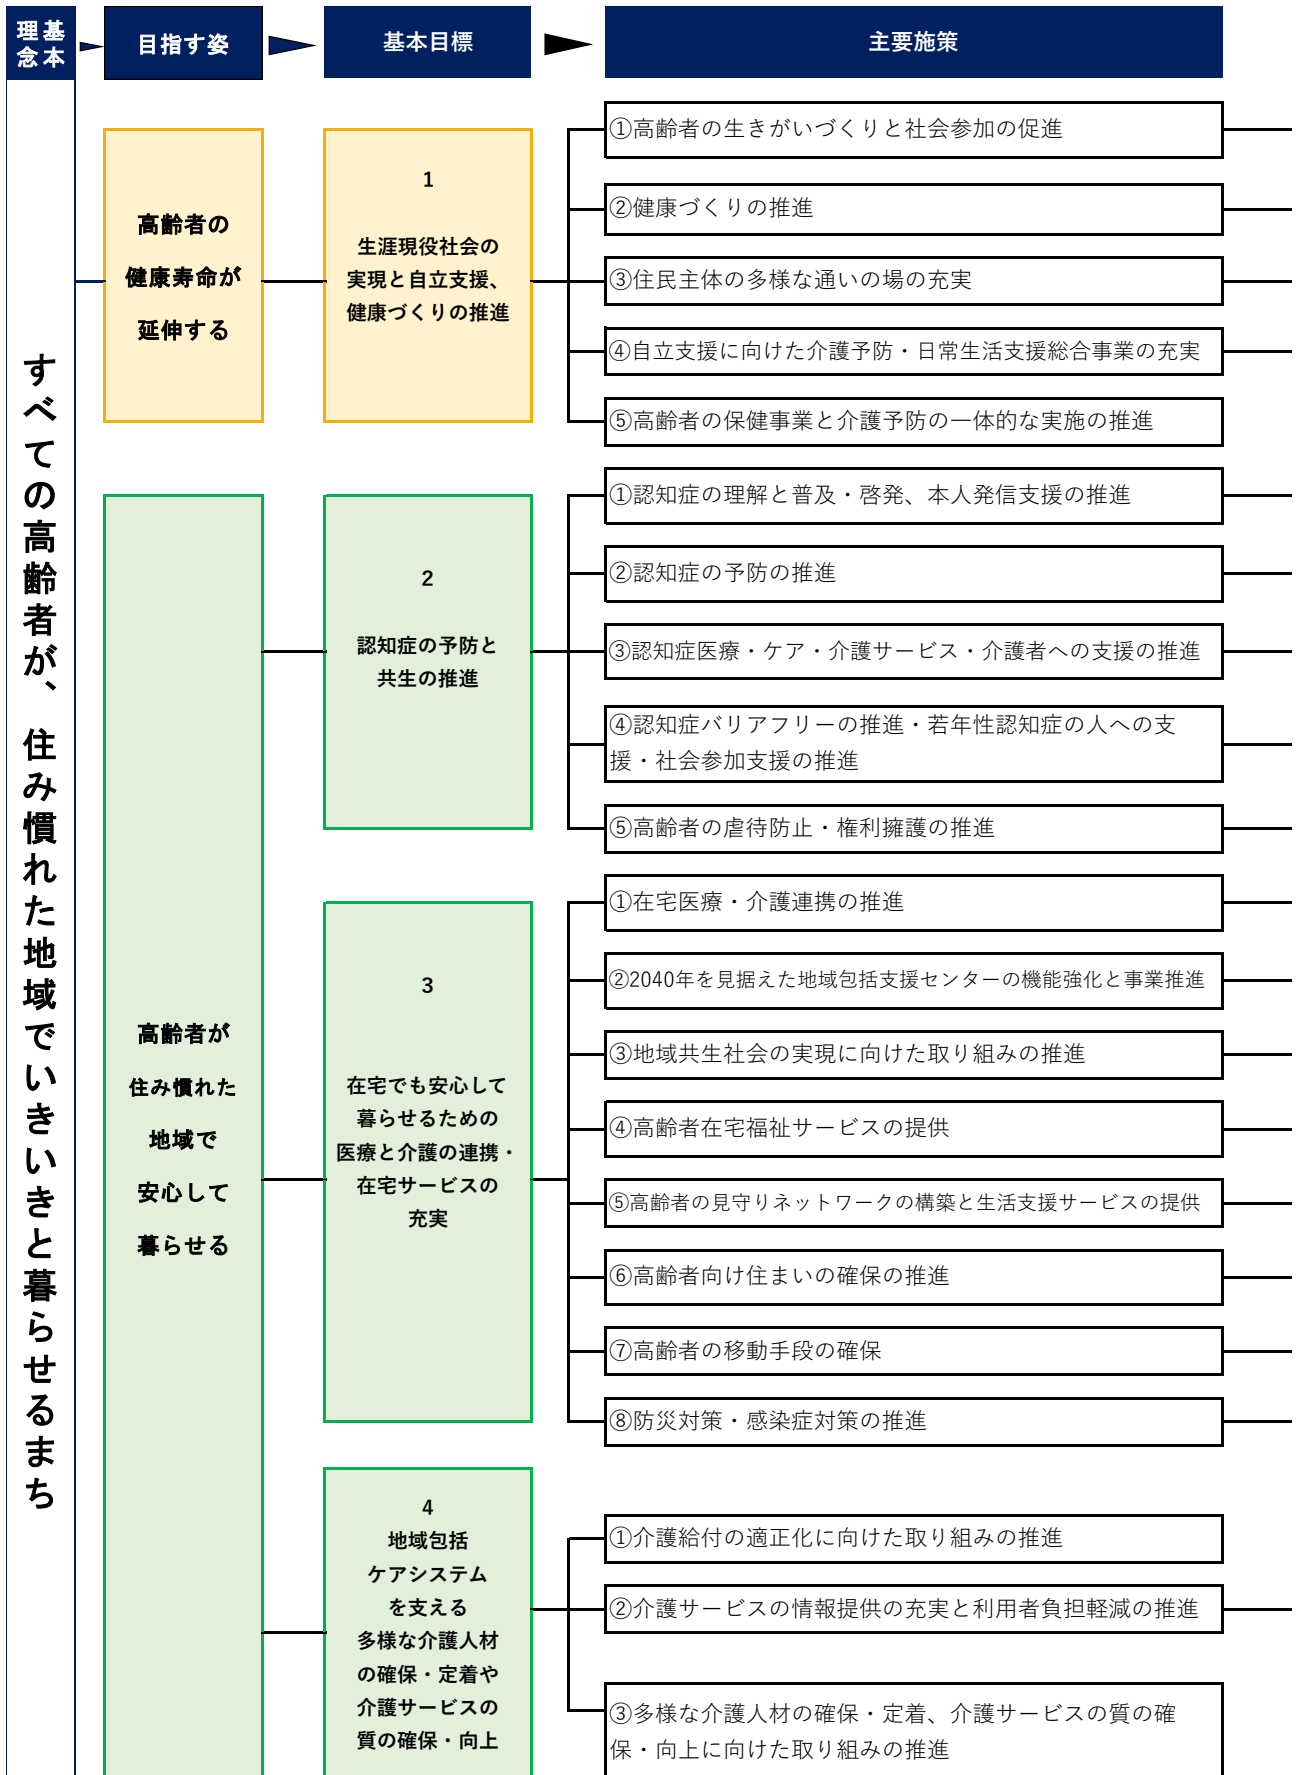 基本
理念
目指す姿
基本目標
主要施策
すべての高齢者が、住み慣れた地域でいきいきと暮らせるまち
高齢者の
健康寿命が
延伸する
1
生涯現役社会の
実現と自立支援、
健康づくりの推進
①高齢者の生きがいづくりと社会参加の促進
②健康づくりの推進
③住民主体の多様な通いの場の充実
④自立支援に向けた介護予防・日常生活支援総合事業の充実
⑤高齢者の保健事業と介護予防の一体的な実施の推進
高齢者が
住み慣れた
地域で
安心して
暮らせる
2
認知症の予防と
共生の推進
①認知症の理解と普及・啓発、本人発信支援の推進
②認知症の予防の推進
③認知症医療・ケア・介護サービス・介護者への支援の推進
④認知症バリアフリーの推進・若年性認知症の人への支
援・社会参加支援の推進
⑤高齢者の虐待防止・権利擁護の推進
3
在宅でも安心して
暮らせるための
医療と介護の連携・
在宅サービスの
充実
①在宅医療・介護連携の推進
②2040年を見据えた地域包括支援センターの機能強化と事業推進
③地域共生社会の実現に向けた取り組みの推進
④高齢者在宅福祉サービスの提供
⑤高齢者の見守りネットワークの構築と生活支援サービスの提供
⑥高齢者向け住まいの確保の推進
⑦高齢者の移動手段の確保
⑧防災対策・感染症対策の推進
4
地域包括
ケアシステム
を支える
多様な介護人材
の確保・定着や
介護サービスの
質の確保・向上
①介護給付の適正化に向けた取り組みの推進
②介護サービスの情報提供の充実と利用者負担軽減の推進
③多様な介護人材の確保・定着、介護サービスの質の確
保・向上に向けた取り組みの推進